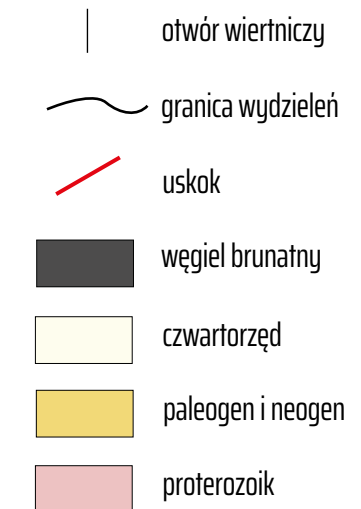 otwór wiertniczy
granica wydzieleń
uskok
węgiel brunatny
czwartorzęd
paleogen i neogen
proterozoik